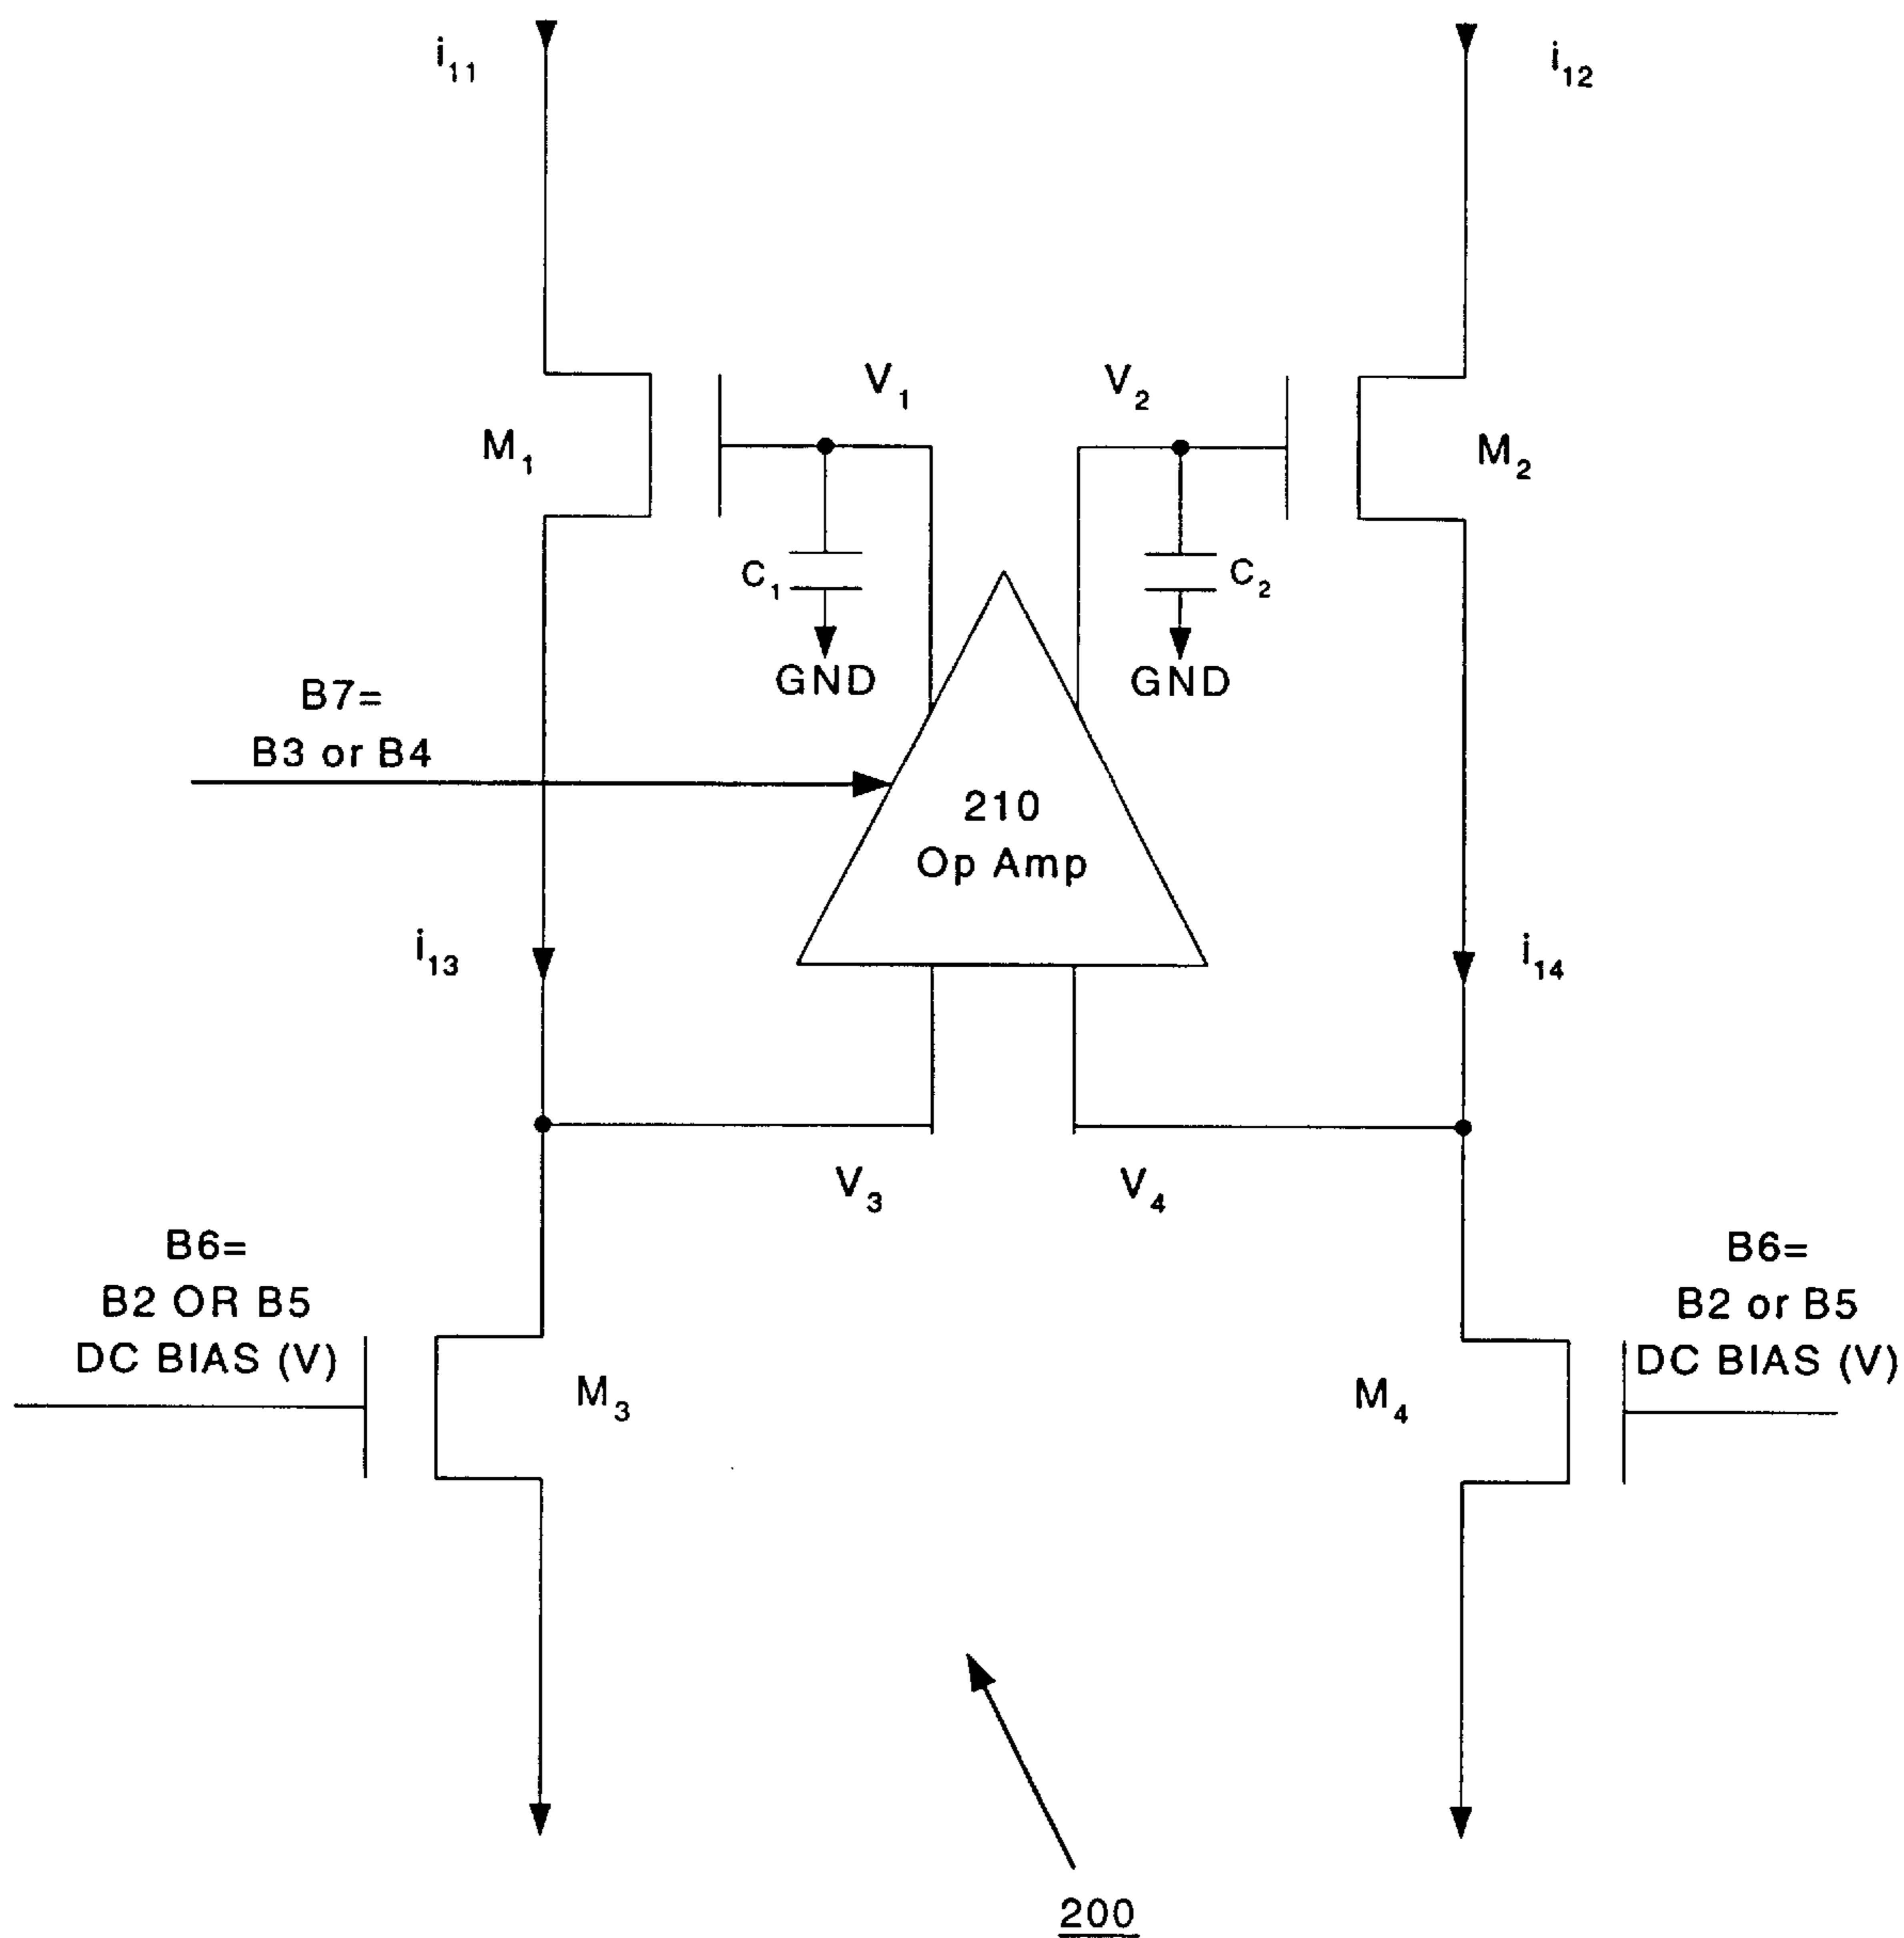 i11
i12
V1
V2
M1
M2
C1
C2
GND
GND
B7=
B3 or B4
210
Op Amp
i13
i14
V3
V4
B6=
B2 OR B5
DC BIAS (V)
B6=
B2 or B5
DC BIAS (V)
M3
M4
200